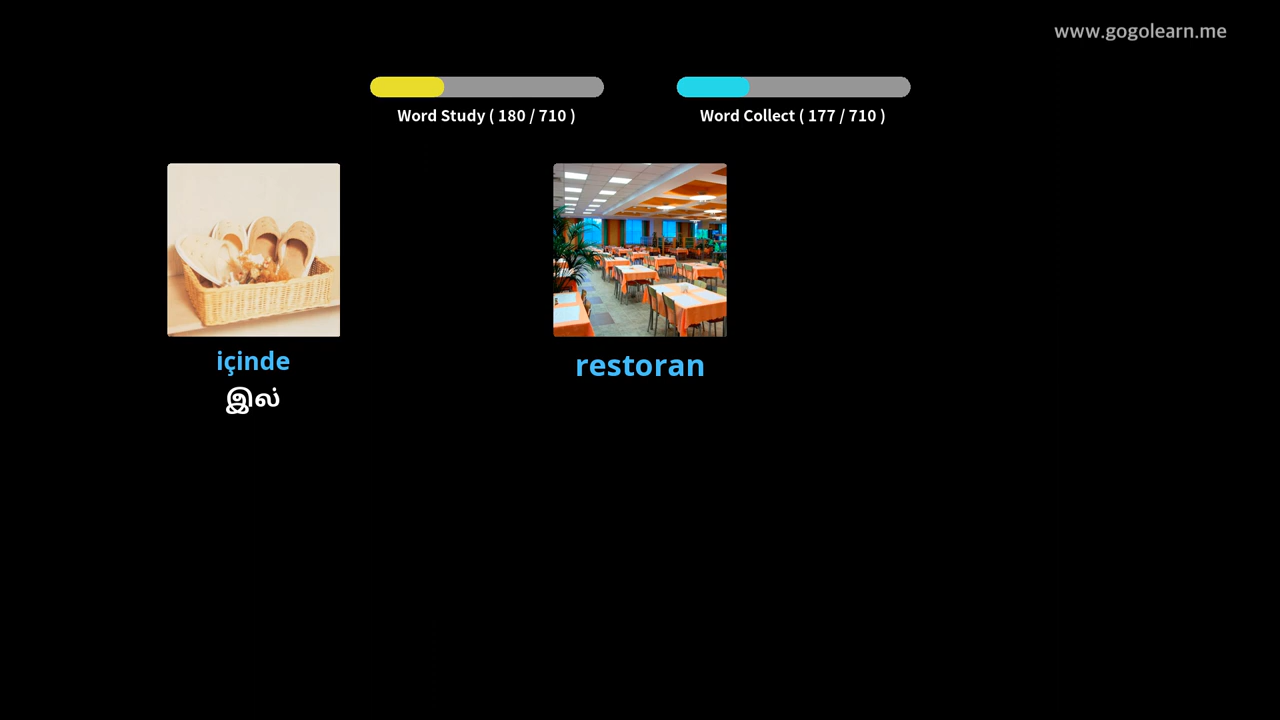 www.gogolearn.me
Word Study ( 180 / 710 )
Word Collect ( 177 / 710 )
içinde
இல்
restoran